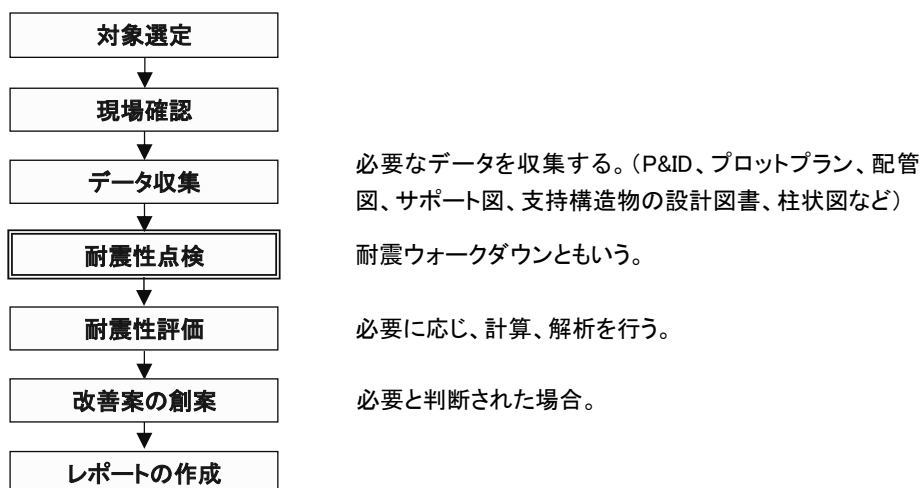 対象選定
現場確認
データ収集
必要なデータを収集する。（P&ID、プロットプラン、配管
図、サポート図、支持構造物の設計図書、柱状図など）
耐震性点検
耐震ウォークダウンともいう。
耐震性評価
必要に応じ、計算、解析を行う。
改善案の創案
必要と判断された場合。
レポートの作成